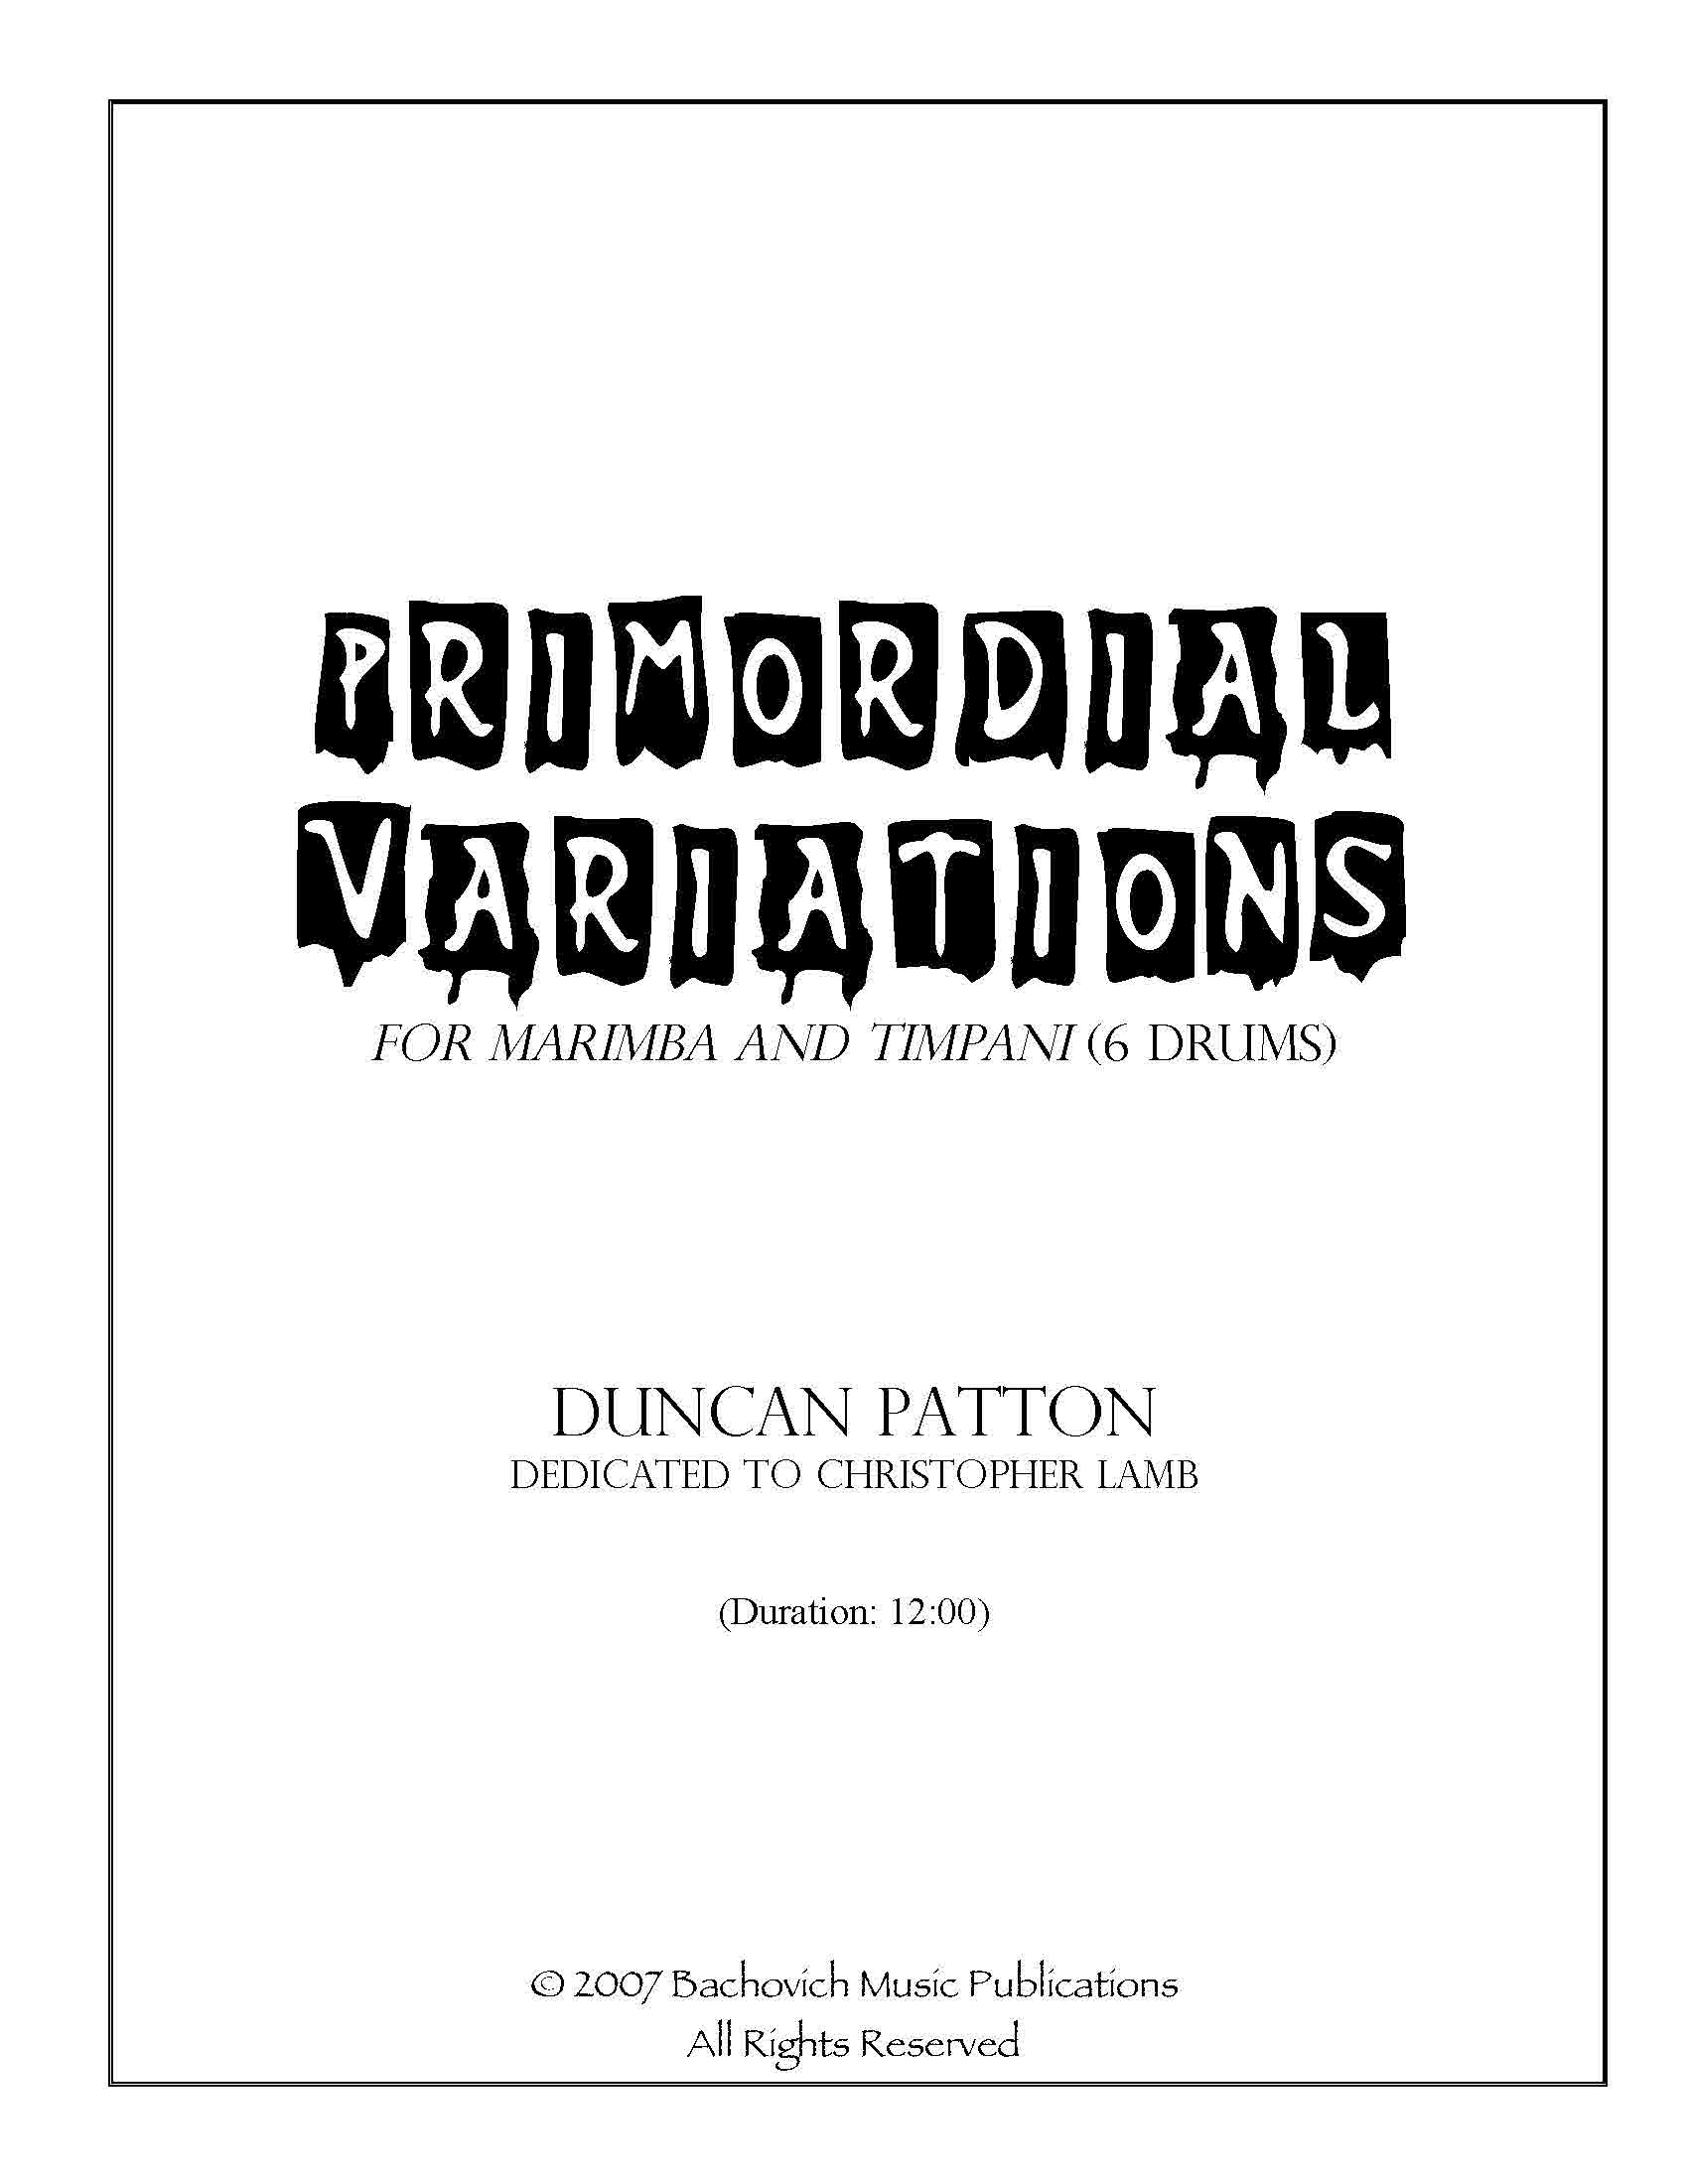 PRIMORDIAL
VARIATIONS
FOR MARIMBA AND TIMPANI (6 DRUMS)
DUNCAN PATTON
DEDICATED TO CHRISTOPHER LAMB
(Duration: 12:00)
© 2007 Bachovich Music Publications
All Rights Reserved